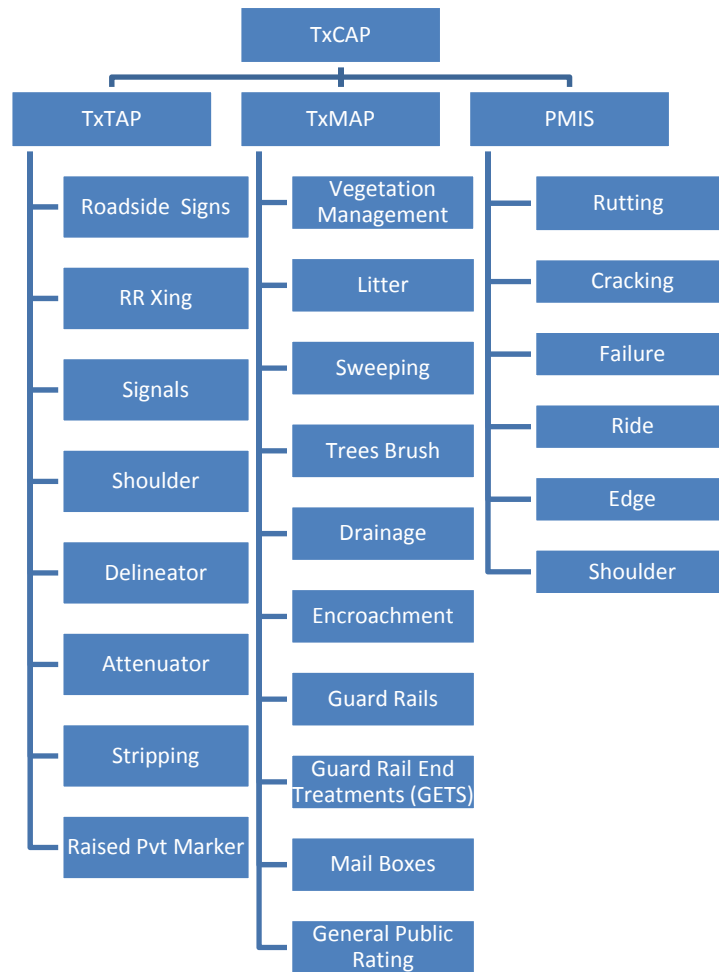 TxCAP
TxTAP
Roadside Signs
RR Xing
Signals
Shoulder
Delineator
Attenuator
Stripping
Raised Pvt Marker
TxMAP
Vegetation
Management
Litter
Sweeping
Trees Brush
Drainage
Encroachment
Guard Rails
Guard Rail End
Treatments (GETS)
Mail Boxes
General Public
Rating
PMIS
Rutting
Cracking
Failure
Ride
Edge
Shoulder